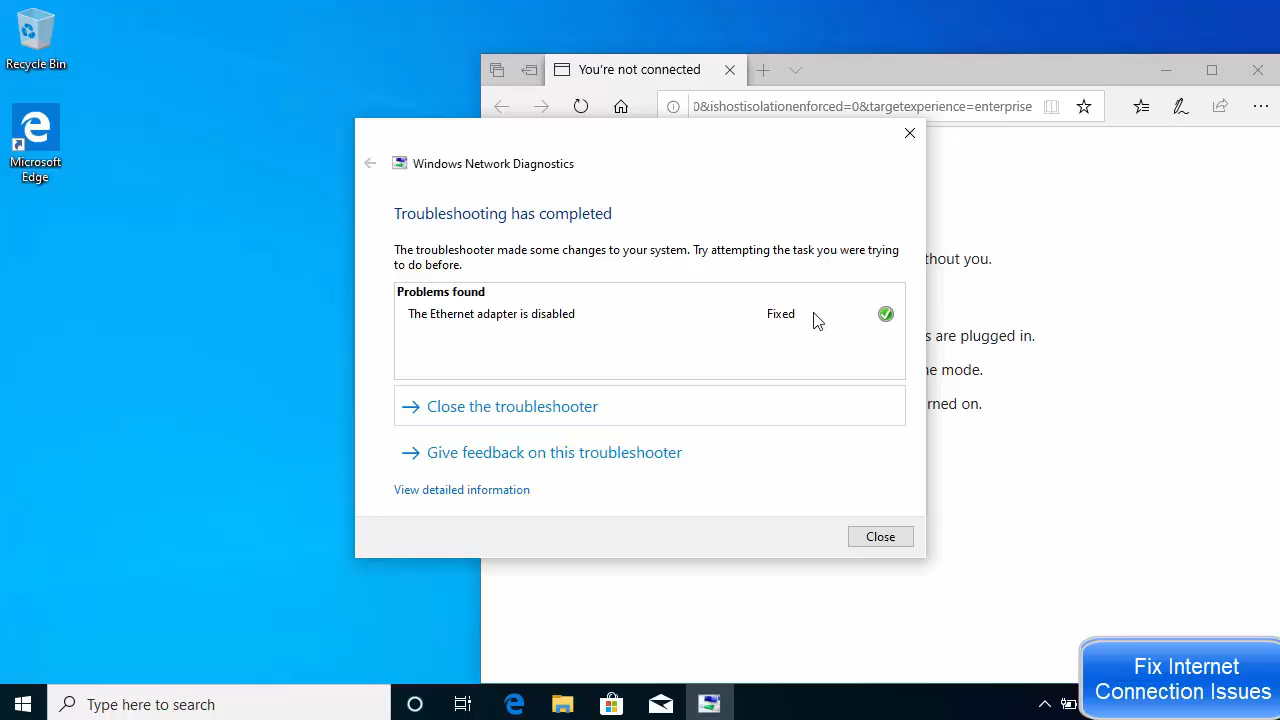 Recycle Bin
Microsoft
Edge
You're not connected
0&ishostisolationenforced=0&targetexperience=enterprise
Windows Network Diagnostics
Troubleshooting has completed
The troubleshooter made some changes to your system. Try attempting the task you were trying
to do before.
Problems found
The Ethernet adapter is disabled
Fixed
Close the troubleshooter
Give feedback on this troubleshooter
View detailed information
Close
thout you.
s are plugged in.
ne mode.
rned on.
Type here to search
Fix Internet
Connection Issues